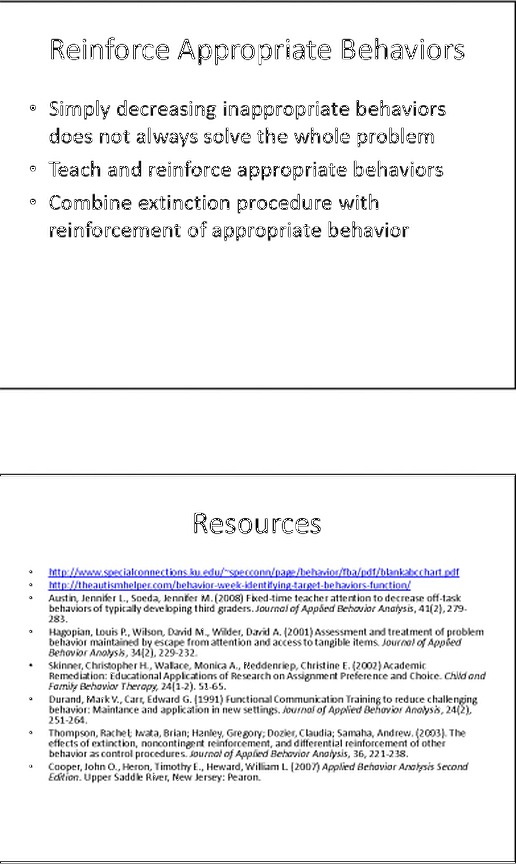 Reinforce Appropriate Behaviors
• Simply decreasing inappropriate behaviors
does not always solve the whole problem
• Teach and reinforce appropriate behaviors
• Combine extinction procedure with
reinforcement of appropriate behavior
Resources
• http://www.specialconnections.ku.edu/~specconn/page/behavior/fba/pdf/blankabcchart.pdf
• http://theautismhelper.com/behavior-week-identifying-target-behaviors-function/
• Austin, Jennifer L., Soeda, Jennifer M. (2008) Fixed-time teacher attention to decrease off-task
behaviors of typically developing third graders. Journal of Applied Behavior Analysis, 41(2), 279-
283.
• Hagopian, Louis P., Wilson, David M., Wilder, David A. (2001) Assessment and treatment of problem
behavior maintained by escape from attention and access to tangible items. Journal of Applied
Behavior Analysis, 34(2), 229-232.
• Skinner, Christopher H., Wallace, Monica A., Neddenriep, Christine E. (2002) Academic
Remediation: Educational Applications of Research on Assignment Preference and Choice. Child and
Family Behavior Therapy, 24(1-2). 51-65.
• Durand, Mark V., Carr, Edward G. (1991) Functional Communication Training to reduce challenging
behavior: Maintance and application in new settings. Journal of Applied Behavior Analysis, 24(2),
251-264.
• Thompson, Rachel; Iwata, Brian; Hanley, Gregory; Dozier, Claudia; Samaha, Andrew. (2003). The
effects of extinction, noncontingent reinforcement, and differential reinforcement of other
behavior as control procedures. Journal of Applied Behavior Analysis, 36, 221-238.
• Cooper, John O., Heron, Timothy E., Heward, William L. (2007) Applied Behavior Analysis Second
Edition. Upper Saddle River, New Jersey: Pearon.